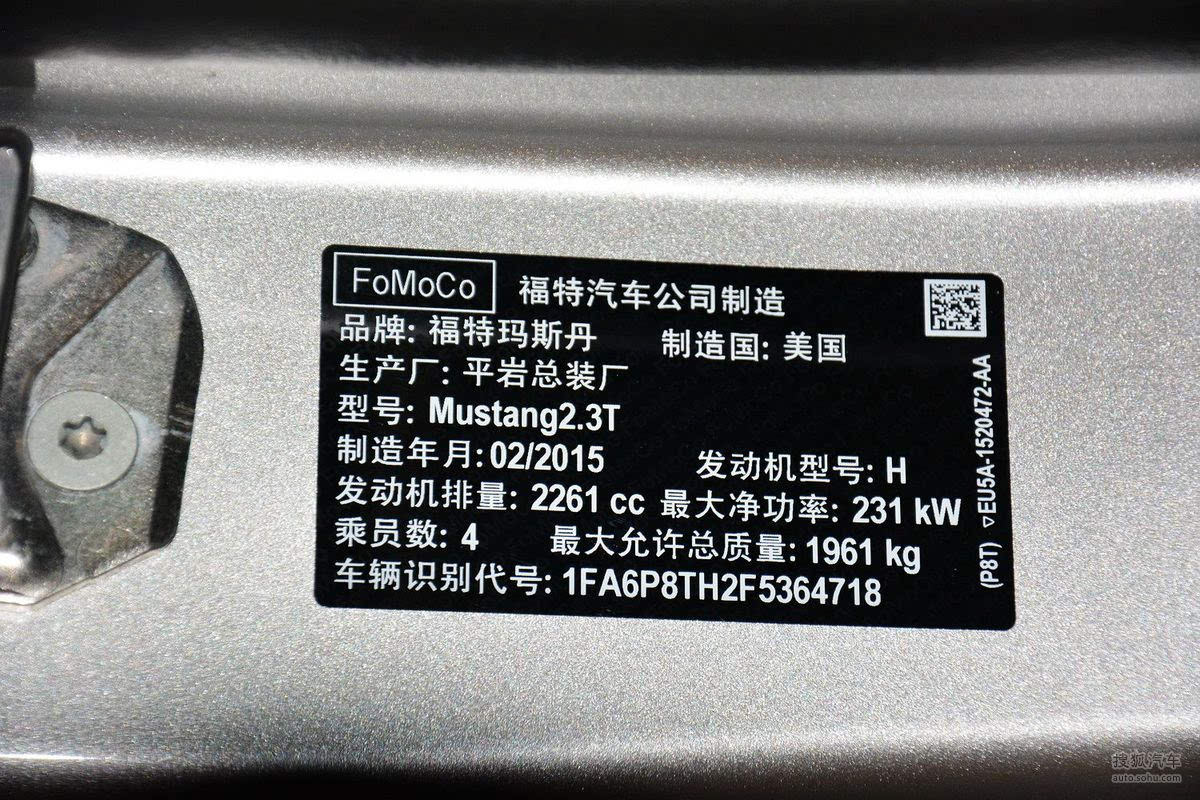 FoMoCo 福特汽车公司制造
品牌: 福特玛斯丹 制造国: 美国
生产厂: 平岩总装厂
型号: Mustang2.3T
制造年月: 02/2015 发动机型号: H
发动机排量: 2261 cc 最大净功率: 231 kW
乘员数: 4 最大允许总质量: 1961 kg
车辆识别代号: 1FA6P8TH2F5364718
(P8T) ▽EU5A-1520472-AA
搜狐汽车
auto.sohu.com